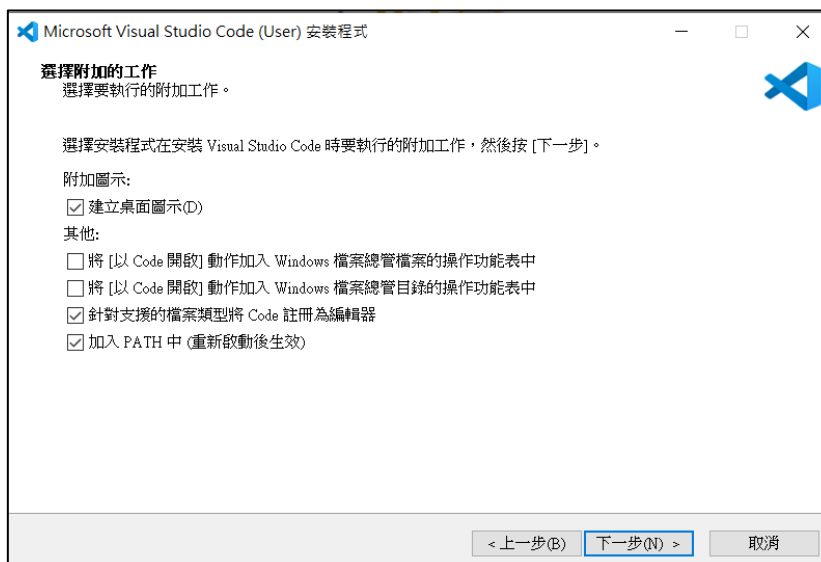 Microsoft Visual Studio Code (User) 安裝程式
選擇附加的工作
選擇要執行的附加工作。
選擇安裝程式在安裝 Visual Studio Code 時要執行的附加工作，然後按 [下一步]。
附加圖示:
建立桌面圖示(D)
其他:
將 [以 Code 開啟] 動作加入 Windows 檔案總管檔案的操作功能表中
將 [以 Code 開啟] 動作加入 Windows 檔案總管目錄的操作功能表中
針對支援的檔案類型將 Code 註冊為編輯器
加入 PATH 中 (重新啟動後生效)
< 上一步(B) 下一步(N) > 取消